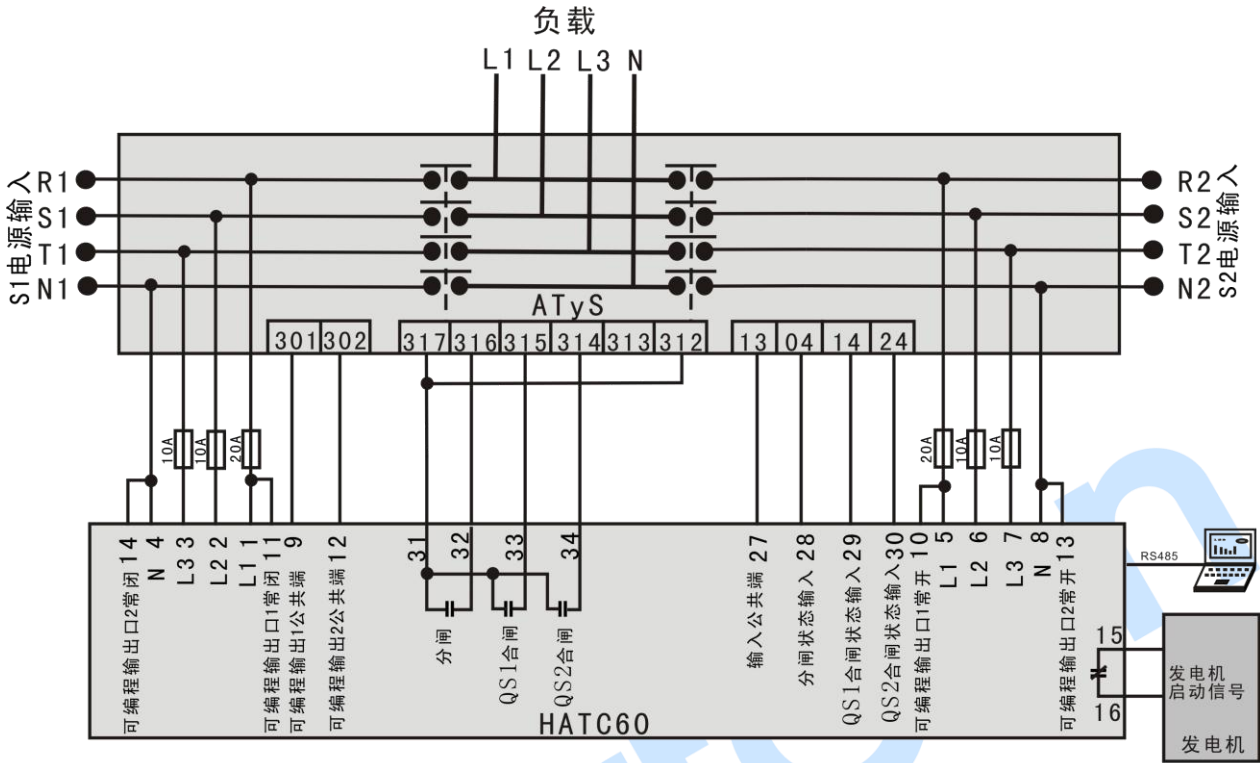 负载
L1 L2 L3 N
S1电源输入
R1
S1
T1
N1
R2
S2
T2
N2
S2电源输入
ATyS
301 302 317 316 315 314 313 312 13 04 14 24
10A 10A 20A 20A 10A 10A
可编程输出口2常闭 14
N 4
L3 3
L2 2
L1 1
可编程输出口1常闭 11
可编程输出1公共端 9
可编程输出2公共端 12
31 32 33 34
分闸
QS1合闸
QS2合闸
输入公共端 27
分闸状态输入 28
QS1合闸状态输入 29
QS2合闸状态输入 30
可编程输出口1常开 10
L1 5
L2 6
L3 7
N 8
可编程输出口2常开 13
HATC60
RS485
15
16
发电机
启动信号
发电机